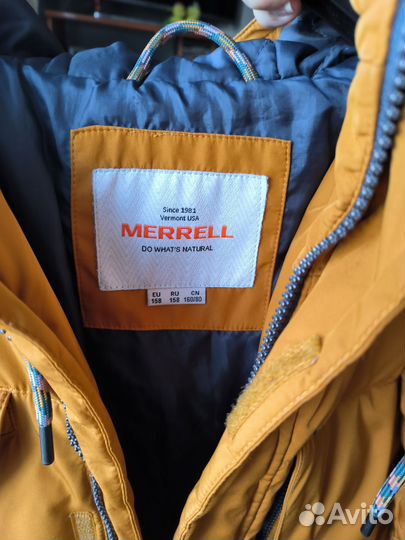 Since 1981
Vermont USA
MERRELL
DO WHAT'S NATURAL
EU RU CN
158 158 160/80
Avito